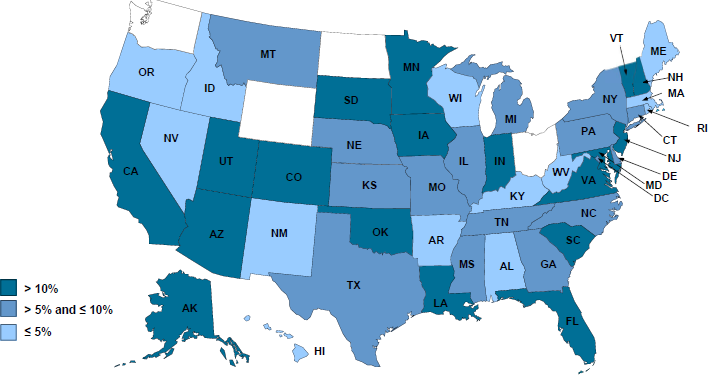 VT
ME
MT
MN
OR
NH
ID
WI
MA
SD
NY
MI
RI
IA
PA
CT
NV
NE
IL
IN
NJ
UT
CO
WV
DE
CA
KS
MO
VA
MD
KY
DC
NC
TN
OK
AZ
NM
AR
SC
MS
AL
GA
TX
> 10%
LA
AK
> 5% and ≤ 10%
FL
≤ 5%
HI